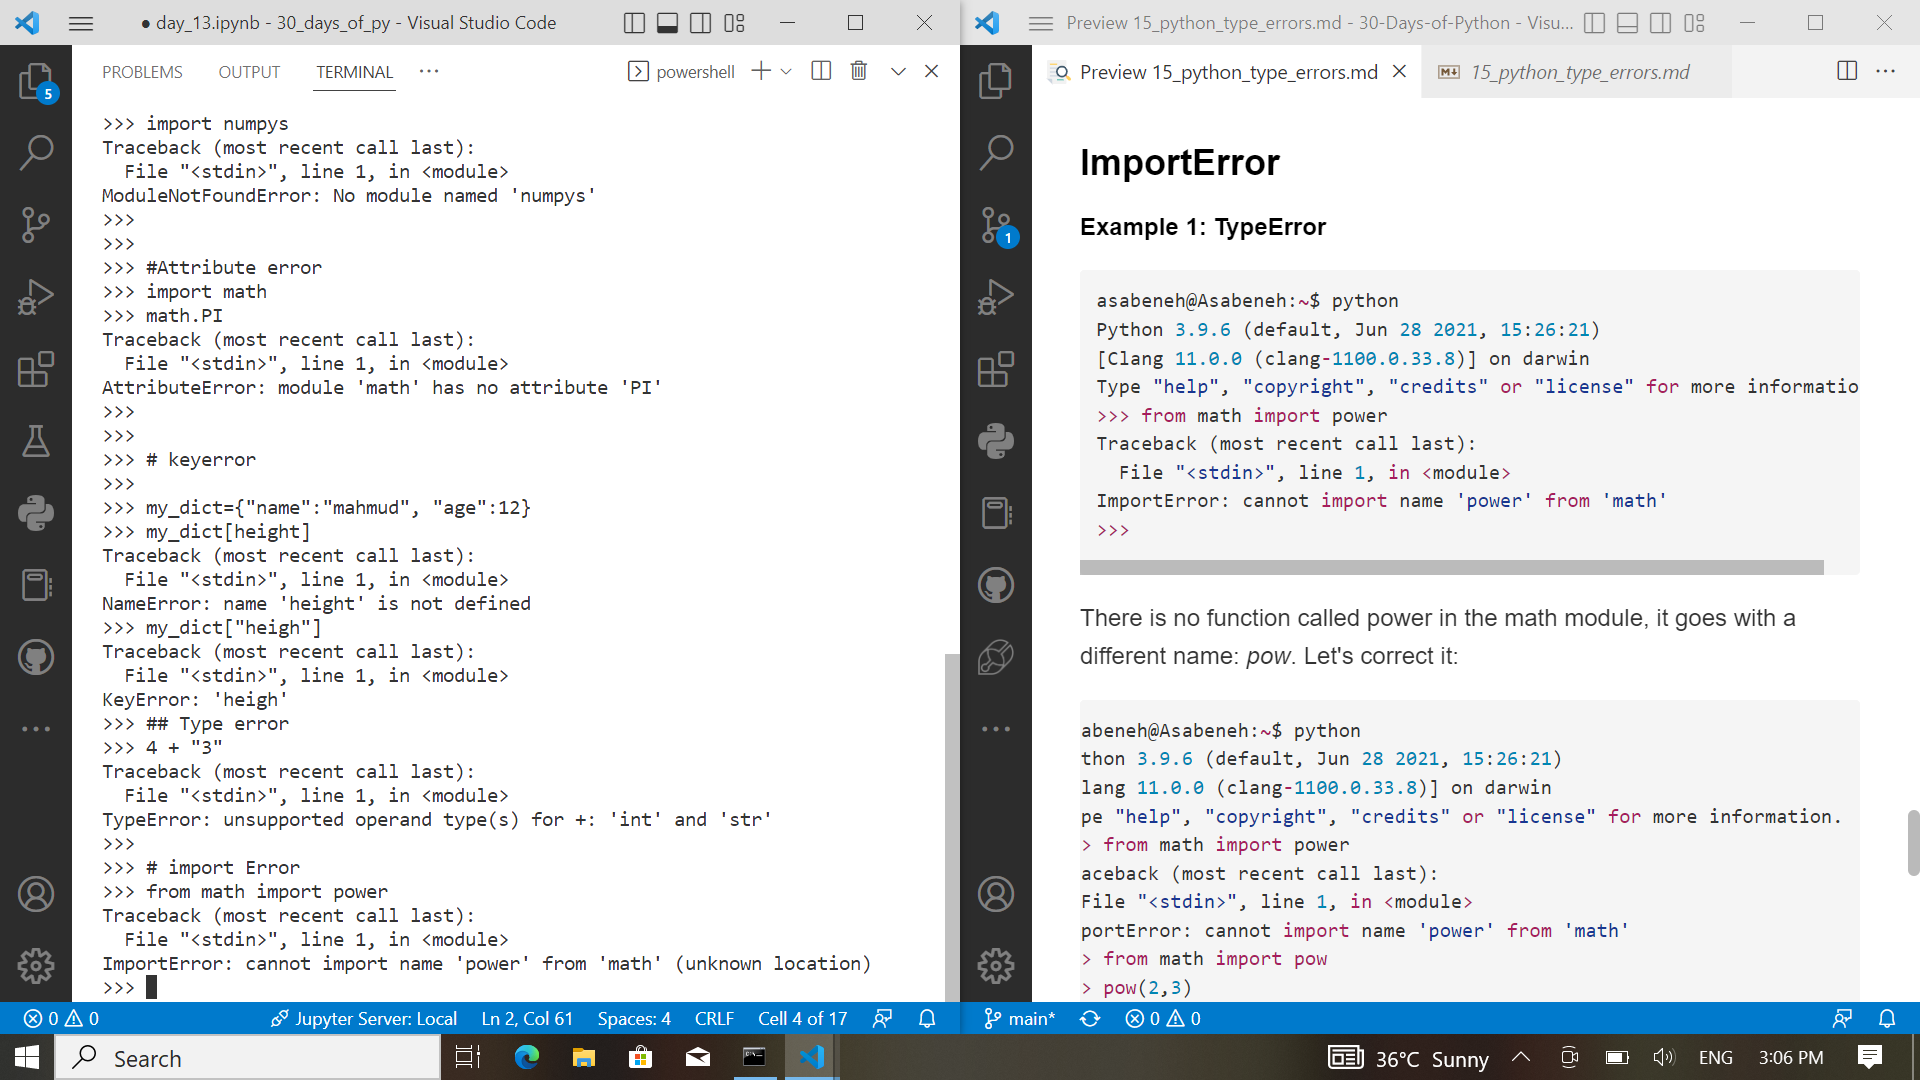 ● day_13.ipynb - 30_days_of_py - Visual Studio Code
PROBLEMS OUTPUT TERMINAL ··· powershell
5
>>> import numpys
Traceback (most recent call last):
  File "<stdin>", line 1, in <module>
ModuleNotFoundError: No module named 'numpys'
>>>
>>>
>>> #Attribute error
>>> import math
>>> math.PI
Traceback (most recent call last):
  File "<stdin>", line 1, in <module>
AttributeError: module 'math' has no attribute 'PI'
>>>
>>>
>>> # keyerror
>>>
>>> my_dict={"name":"mahmud", "age":12}
>>> my_dict[height]
Traceback (most recent call last):
  File "<stdin>", line 1, in <module>
NameError: name 'height' is not defined
>>> my_dict["heigh"]
Traceback (most recent call last):
  File "<stdin>", line 1, in <module>
KeyError: 'heigh'
>>> ## Type error
>>> 4 + "3"
Traceback (most recent call last):
  File "<stdin>", line 1, in <module>
TypeError: unsupported operand type(s) for +: 'int' and 'str'
>>>
>>> # import Error
>>> from math import power
Traceback (most recent call last):
  File "<stdin>", line 1, in <module>
ImportError: cannot import name 'power' from 'math' (unknown location)
>>>
0 0 Jupyter Server: Local Ln 2, Col 61 Spaces: 4 CRLF Cell 4 of 17
Preview 15_python_type_errors.md - 30-Days-of-Python - Visu...
Preview 15_python_type_errors.md 15_python_type_errors.md ···
1
ImportError
Example 1: TypeError
asabeneh@Asabeneh:~$ python
Python 3.9.6 (default, Jun 28 2021, 15:26:21)
[Clang 11.0.0 (clang-1100.0.33.8)] on darwin
Type "help", "copyright", "credits" or "license" for more informatio
>>> from math import power
Traceback (most recent call last):
  File "<stdin>", line 1, in <module>
ImportError: cannot import name 'power' from 'math'
>>>
There is no function called power in the math module, it goes with a
different name: pow. Let's correct it:
abeneh@Asabeneh:~$ python
thon 3.9.6 (default, Jun 28 2021, 15:26:21)
lang 11.0.0 (clang-1100.0.33.8)] on darwin
pe "help", "copyright", "credits" or "license" for more information.
> from math import power
aceback (most recent call last):
File "<stdin>", line 1, in <module>
portError: cannot import name 'power' from 'math'
> from math import pow
> pow(2,3)
main* 0 0
Search 36°C Sunny ENG 3:06 PM